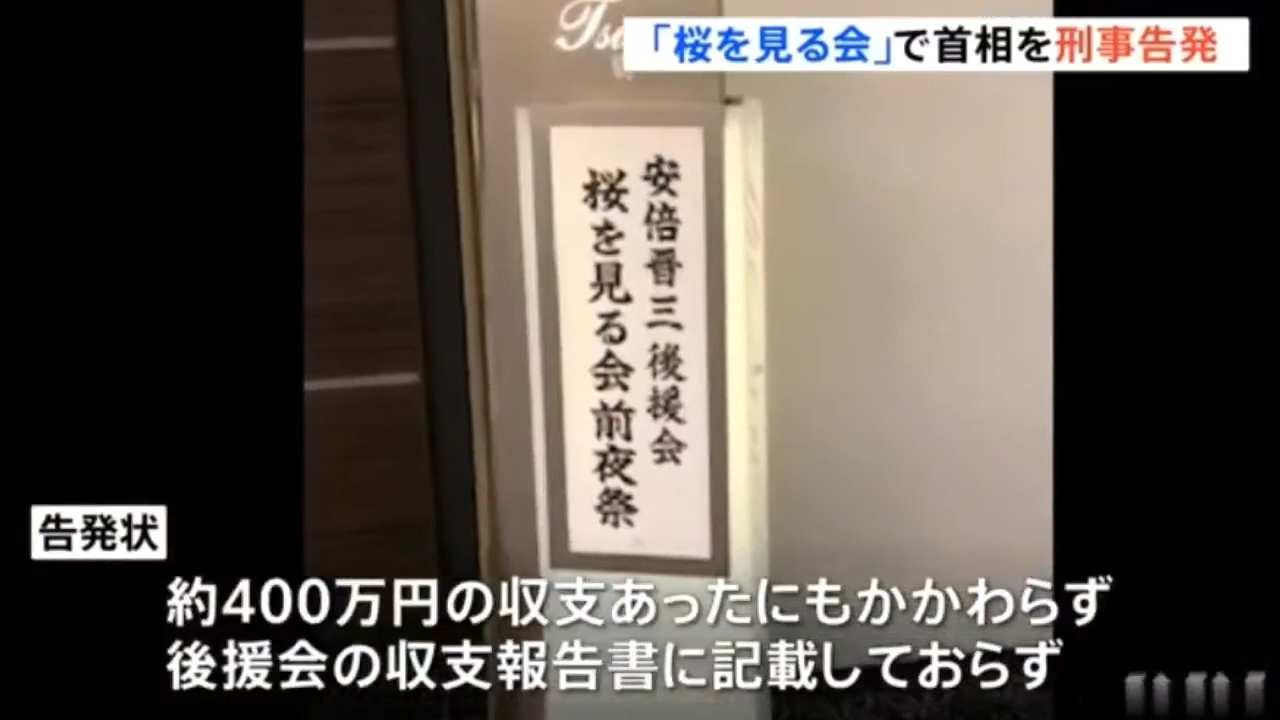 「桜を見る会」で首相を刑事告発
安倍晋三後援会
桜を見る会前夜祭
告発状
約400万円の収支あったにもかかわらず
後援会の収支報告書に記載しておらず